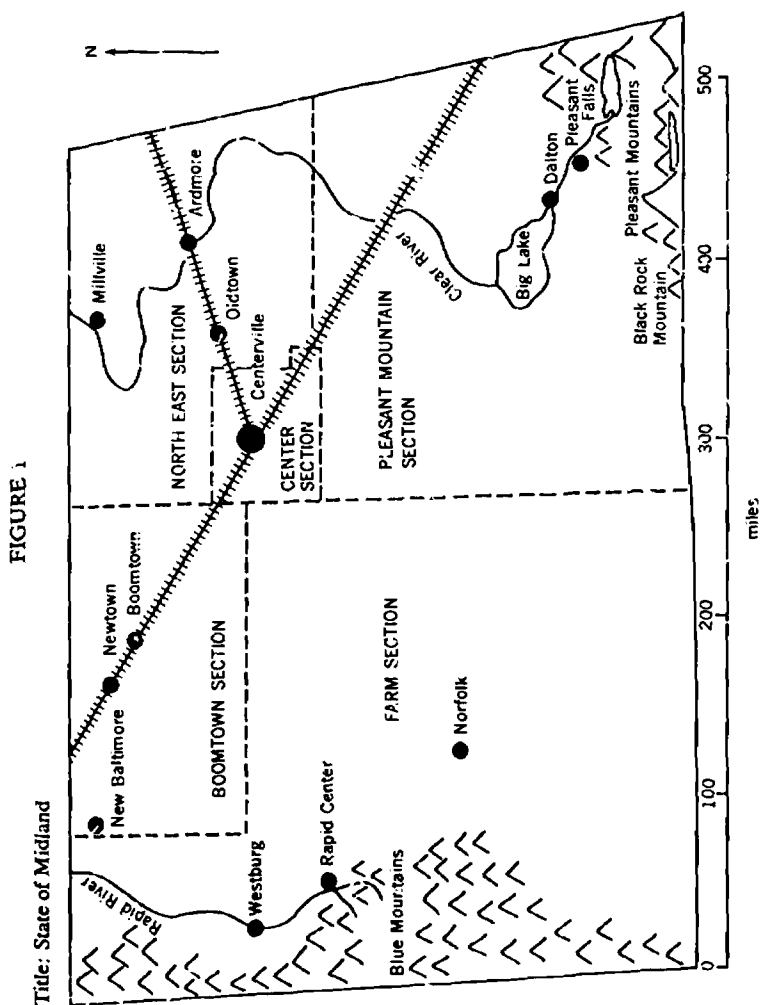 FIGURE 1
Title: State of Midland
N
Millville
Ardmore
Oldtown
NORTH EAST SECTION
Centerville
CENTER
SECTION
Newtown
Boomtown
New Baltimore
BOOMTOWN SECTION
Rapid River
Westburg
Rapid Center
Blue Mountains
FARM SECTION
Norfolk
PLEASANT MOUNTAIN
SECTION
Clear River
Big Lake
Dalton
Pleasant
Falls
Pleasant Mountains
Black Rock
Mountain
0 100 200 300 400 500
miles